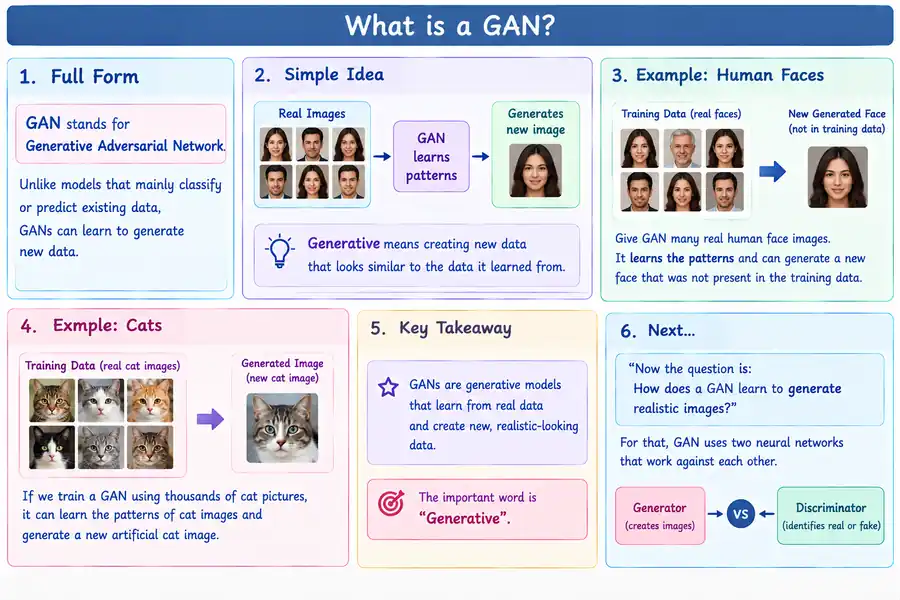 What is a GAN?
1. Full Form
GAN stands for
Generative Adversarial Network.
Unlike models that mainly classify
or predict existing data,
GANs can learn to generate
new data.
2. Simple Idea
Real Images
GAN
learns
patterns
Generates
new image
Generative means creating new data
that looks similar to the data it learned from.
3. Example: Human Faces
Training Data (real faces)
New Generated Face
(not in training data)
Give GAN many real human face images.
It learns the patterns and can generate a new
face that was not present in the training data.
4. Exmple: Cats
Training Data (real cat images)
Generated Image
(new cat image)
If we train a GAN using thousands of cat pictures,
it can learn the patterns of cat images and
generate a new artificial cat image.
5. Key Takeaway
GANs are generative models
that learn from real data
and create new, realistic-looking
data.
The important word is
“Generative”.
6. Next...
“Now the question is:
How does a GAN learn to generate
realistic images?”
For that, GAN uses two neural networks
that work against each other.
Generator
(creates images)
VS
Discriminator
(identifies real or fake)